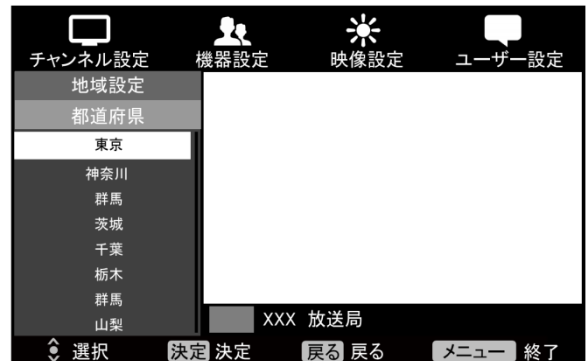 チャンネル設定 機器設定 映像設定 ユーザー設定
地域設定
都道府県
東京
神奈川
群馬
茨城
千葉
栃木
群馬
山梨
XXX 放送局
選択 決定 決定 戻る 戻る メニュー 終了